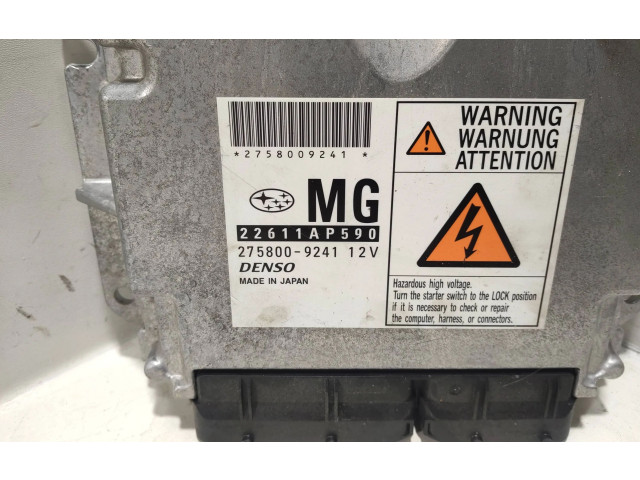 *2758009241*
MG
22611AP590
275800-9241 12V
DENSO
MADE IN JAPAN
WARNING
WARNUNG
ATTENTION
Hazardous high voltage.
Turn the starter switch to the LOCK position
if it is necessary to check or repair
the computer, harness, or connectors.